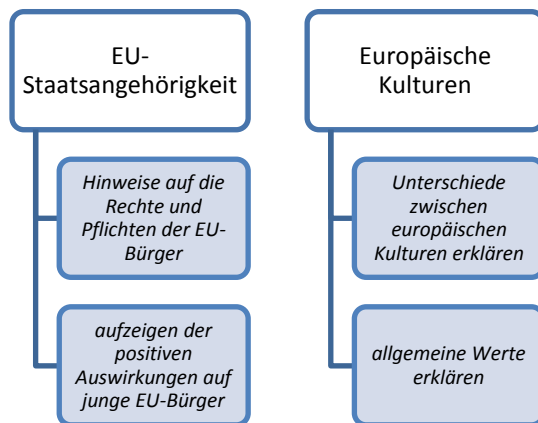 EU-
Staatsangehörigkeit
Hinweise auf die
Rechte und
Pflichten der EU-
Bürger
aufzeigen der
positiven
Auswirkungen auf
junge EU-Bürger
Europäische
Kulturen
Unterschiede
zwischen
europäischen
Kulturen erklären
allgemeine Werte
erklären